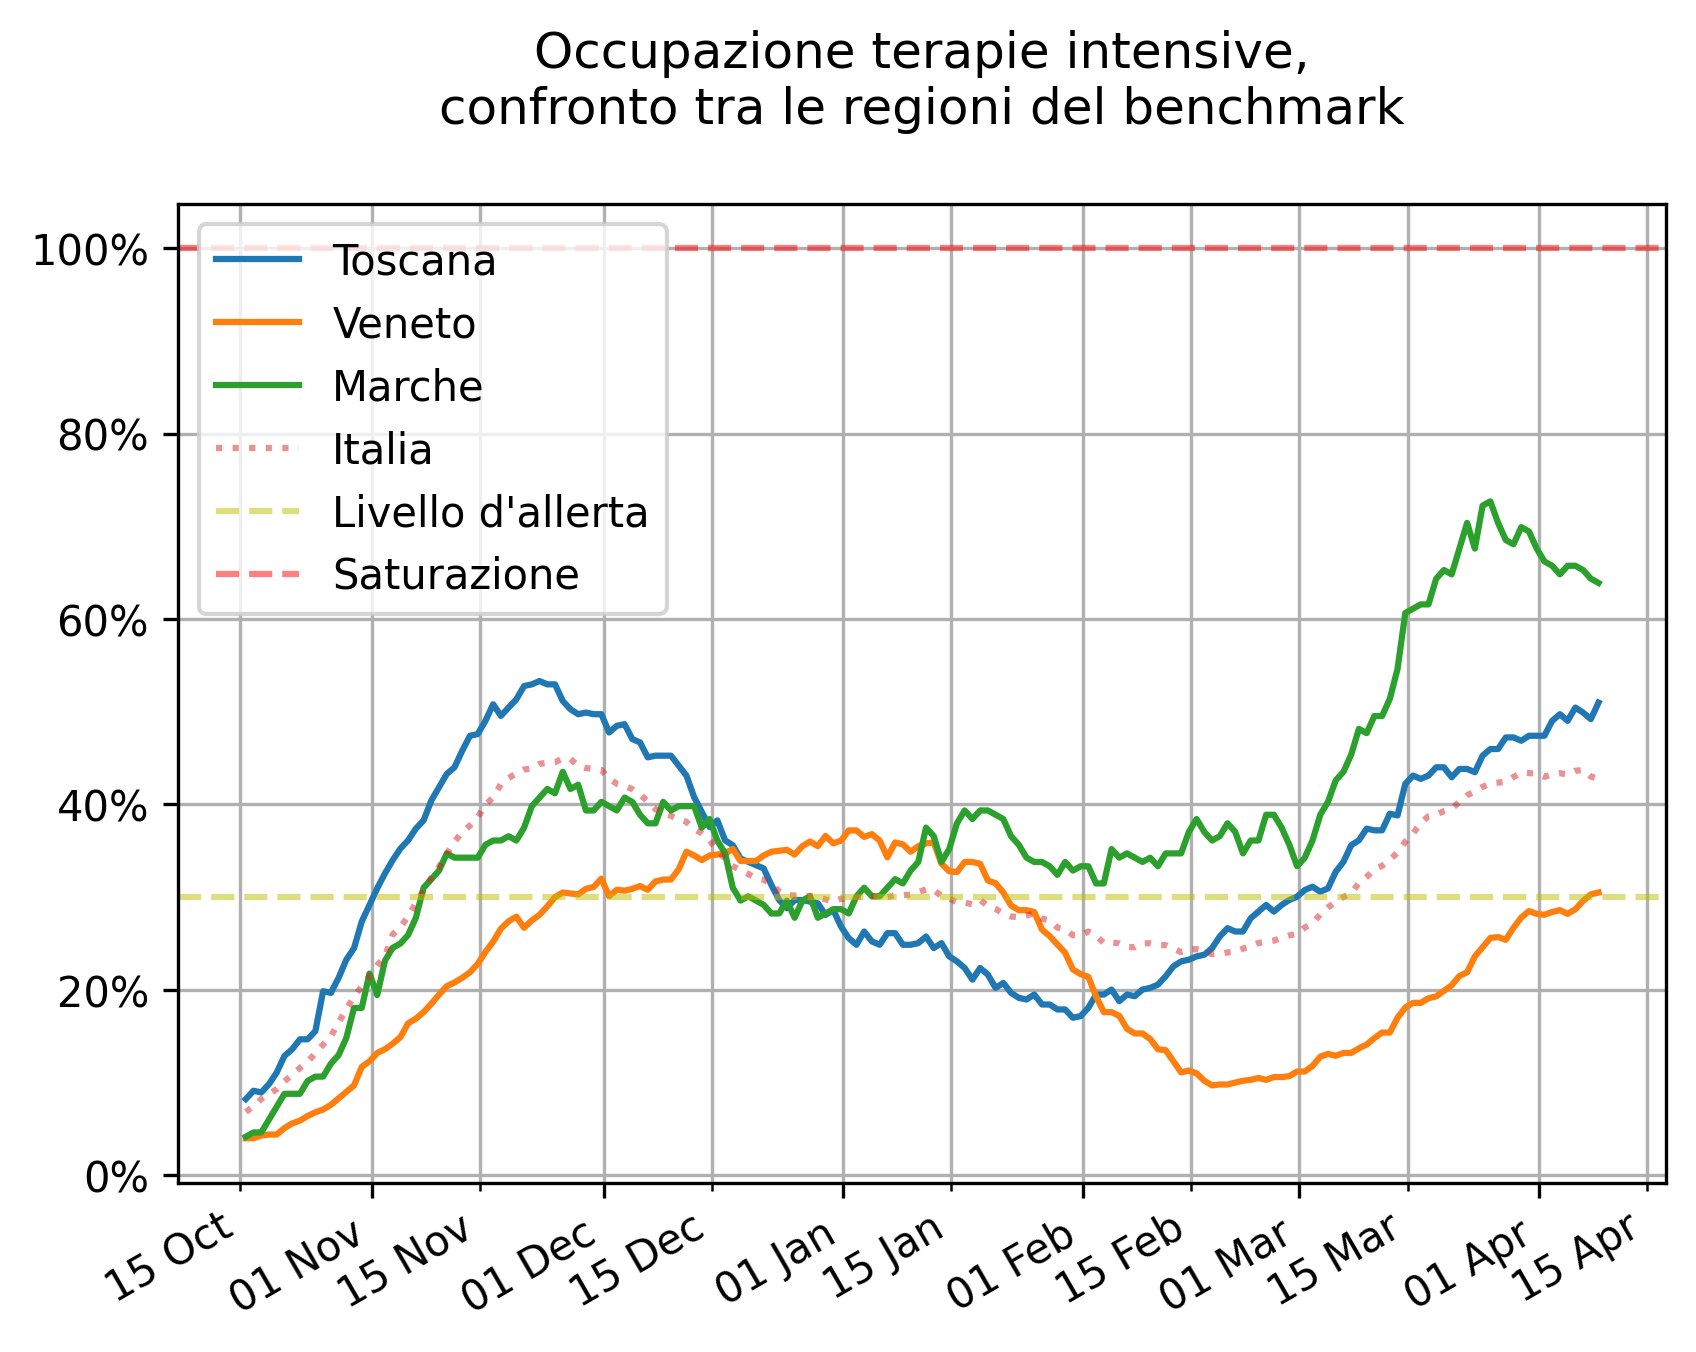 Occupazione terapie intensive,
confronto tra le regioni del benchmark
100%
80%
60%
40%
20%
0%
Toscana
Veneto
Marche
Italia
Livello d'allerta
Saturazione
15 Oct
01 Nov
15 Nov
01 Dec
15 Dec
01 Jan
15 Jan
01 Feb
15 Feb
01 Mar
15 Mar
01 Apr
15 Apr